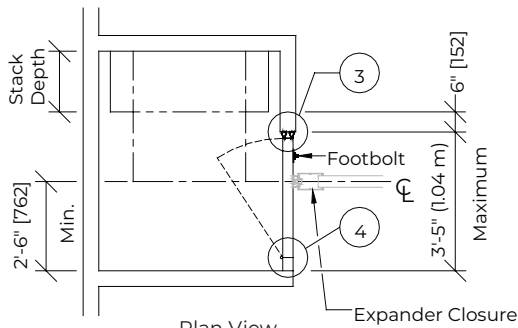 Stack
Depth
3
6" [152]
Footbolt
℄
2'-6" [762]
Min.
3'-5" (1.04 m)
Maximum
4
Expander Closure
Plan View